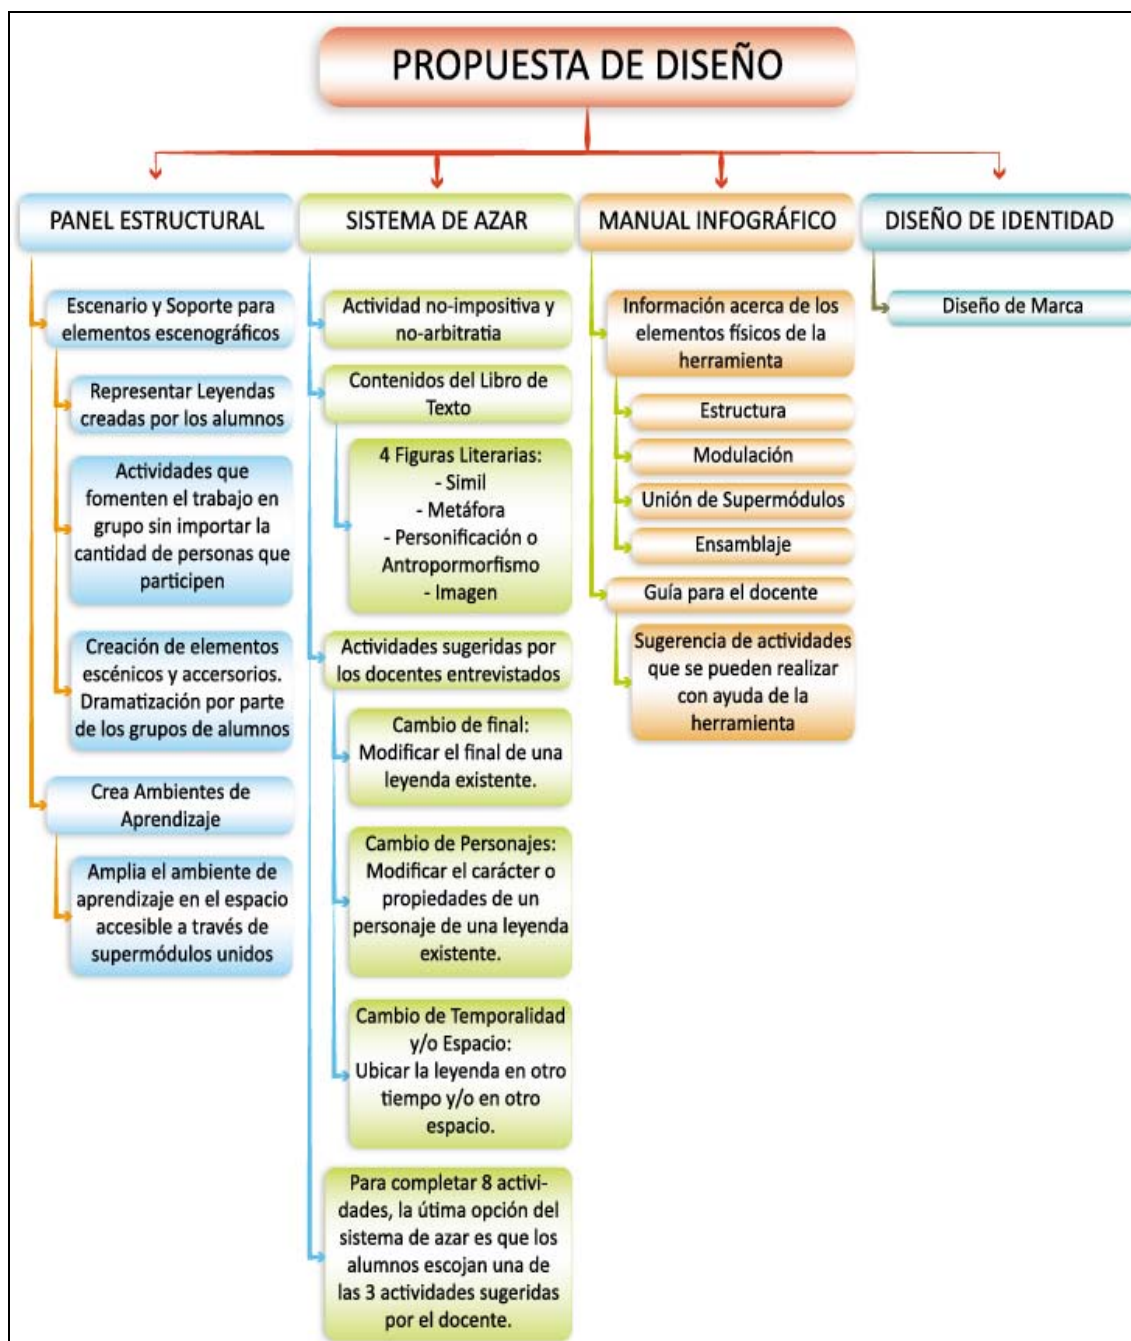 PROPUESTA DE DISEÑO
PANEL ESTRUCTURAL
Escenario y Soporte para
elementos escenográficos
Representar Leyendas
creadas por los alumnos
Actividades que
fomenten el trabajo en
grupo sin importar la
cantidad de personas que
participen
Creación de elementos
escénicos y accersorios.
Dramatización por parte
de los grupos de alumnos
Crea Ambientes de
Aprendizaje
Amplia el ambiente de
aprendizaje en el espacio
accesible a través de
supermódulos unidos
SISTEMA DE AZAR
Actividad no-impositiva y
no-arbitratia
Contenidos del Libro de
Texto
4 Figuras Literarias:
- Simil
- Metáfora
- Personificación o
Antropormorfismo
- Imagen
Actividades sugeridas por
los docentes entrevistados
Cambio de final:
Modificar el final de una
leyenda existente.
Cambio de Personajes:
Modificar el carácter o
propiedades de un
personaje de una leyenda
existente.
Cambio de Temporalidad
y/o Espacio:
Ubicar la leyenda en otro
tiempo y/o en otro
espacio.
Para completar 8 activi-
dades, la útima opción del
sistema de azar es que los
alumnos escojan una de
las 3 actividades sugeridas
por el docente.
MANUAL INFOGRÁFICO
Información acerca de los
elementos físicos de la
herramienta
Estructura
Modulación
Unión de Supermódulos
Ensamblaje
Guía para el docente
Sugerencia de actividades
que se pueden realizar
con ayuda de la
herramienta
DISEÑO DE IDENTIDAD
Diseño de Marca